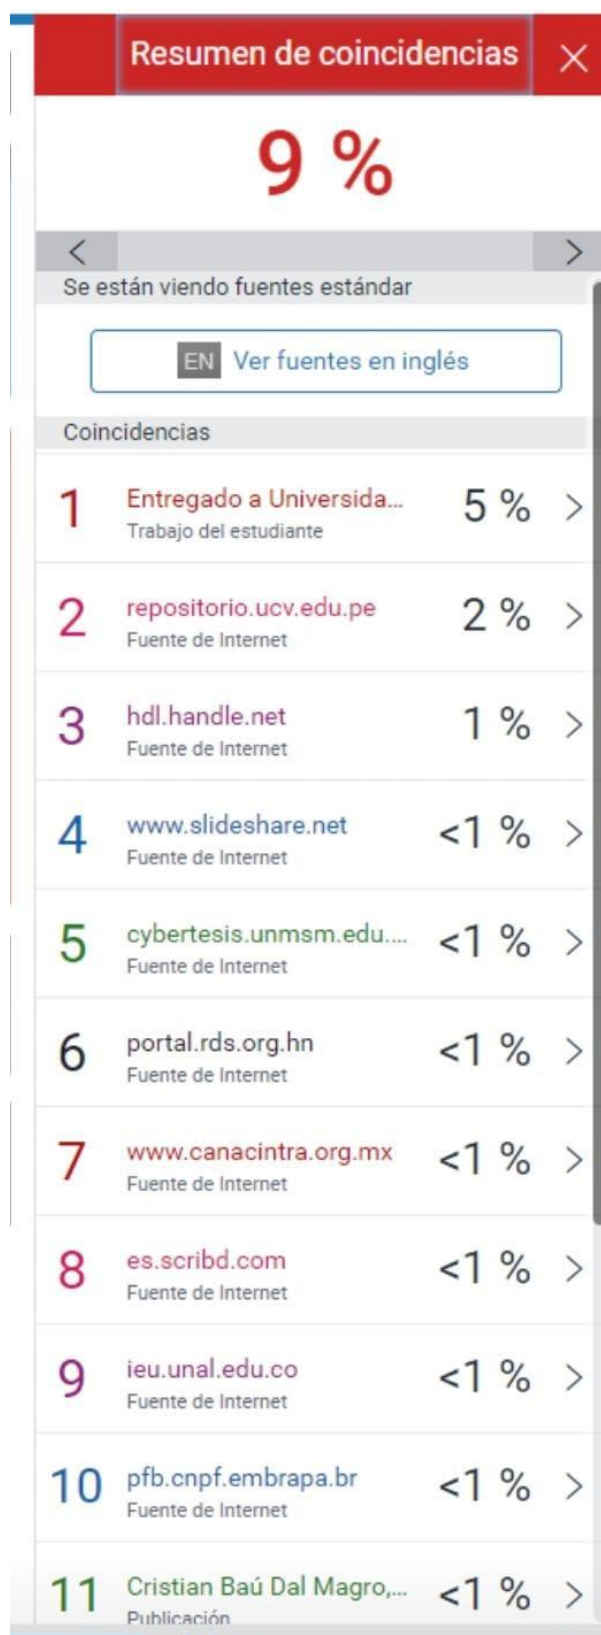 Resumen de coincidencias
9 %
Se están viendo fuentes estándar
EN Ver fuentes en inglés
Coincidencias
1 Entregado a Universida... 5 %
Trabajo del estudiante
2 repositorio.ucv.edu.pe 2 %
Fuente de Internet
3 hdl.handle.net 1 %
Fuente de Internet
4 www.slideshare.net <1 %
Fuente de Internet
5 cybertesis.unmsm.edu.... <1 %
Fuente de Internet
6 portal.rds.org.hn <1 %
Fuente de Internet
7 www.canacintra.org.mx <1 %
Fuente de Internet
8 es.scribd.com <1 %
Fuente de Internet
9 ieu.unal.edu.co <1 %
Fuente de Internet
10 pfb.cnpf.embrapa.br <1 %
Fuente de Internet
11 Cristian Baú Dal Magro,... <1 %
Publicación